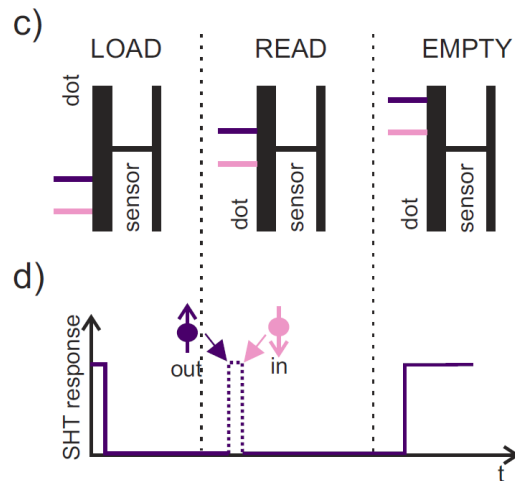 c)
LOAD
READ
EMPTY
dot
sensor
dot
sensor
dot
sensor
d)
SHT response
out
in
t